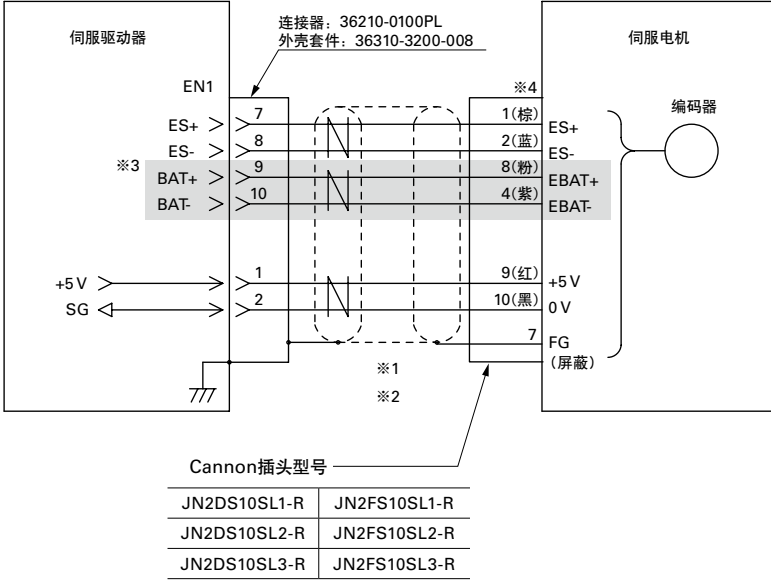 连接器：36210-0100PL
外壳套件：36310-3200-008
伺服驱动器
伺服电机
EN1
※4
编码器
ES+ 7 1(棕) ES+
ES- 8 2(蓝) ES-
※3
BAT+ 9 8(粉) EBAT+
BAT- 10 4(紫) EBAT-
+5V 1 9(红) +5V
SG 2 10(黑) 0V
7 FG
(屏蔽)
※1
※2
Cannon插头型号
JN2DS10SL1-R JN2FS10SL1-R
JN2DS10SL2-R JN2FS10SL2-R
JN2DS10SL3-R JN2FS10SL3-R